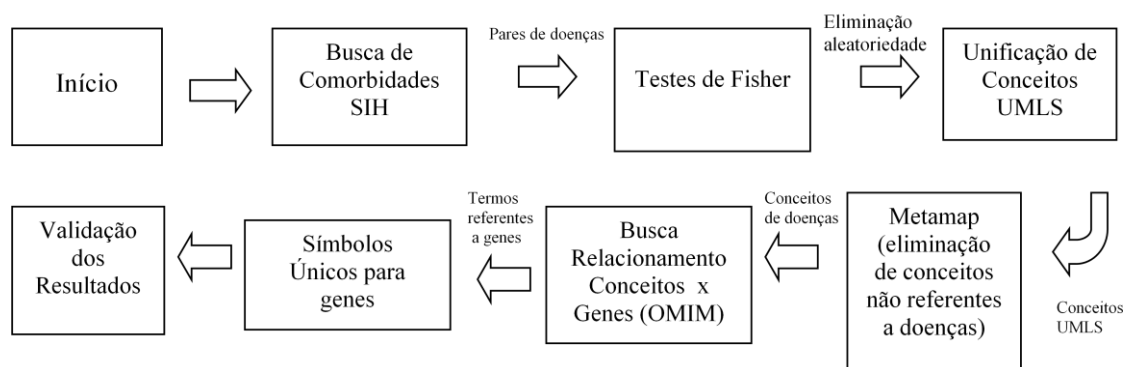 Início
Busca de
Comorbidades
SIH
Pares de doenças
Testes de Fisher
Eliminação
aleatoriedade
Unificação de
Conceitos
UMLS
Conceitos
UMLS
Metamap
(eliminação
de conceitos
não referentes
a doenças)
Conceitos
de doenças
Busca
Relacionamento
Conceitos x
Genes (OMIM)
Termos
referentes
a genes
Símbolos
Únicos para
genes
Validação
dos
Resultados